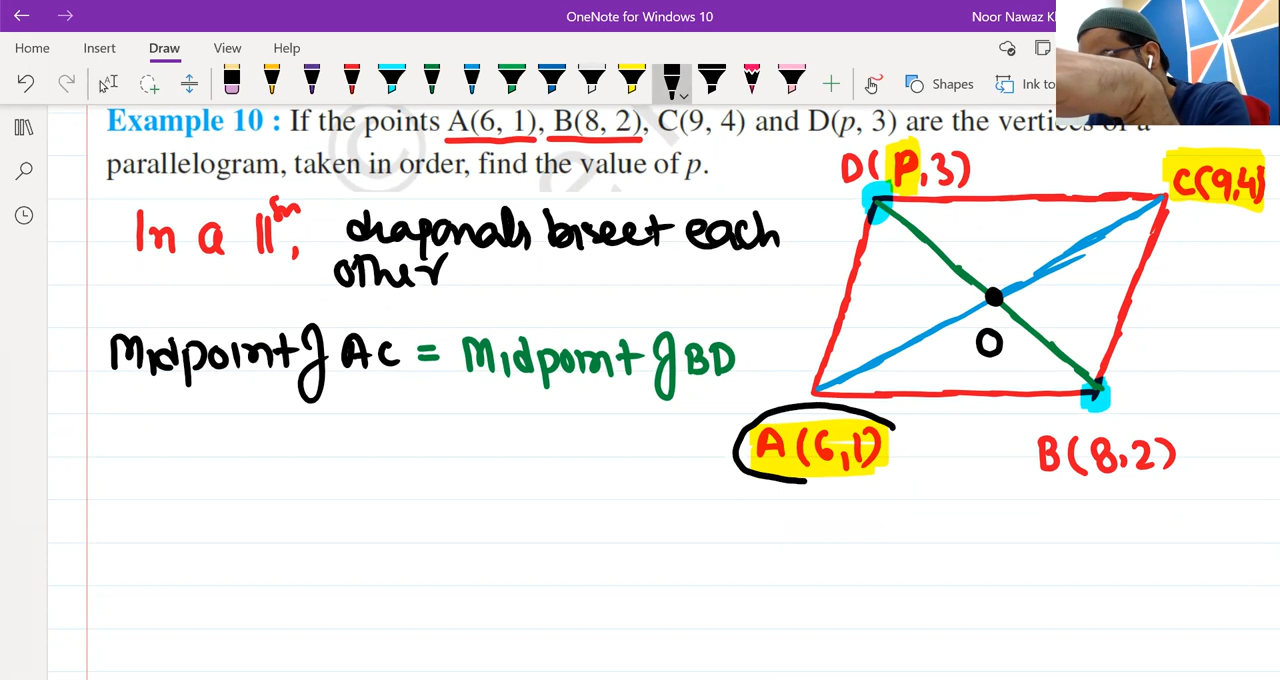 OneNote for Windows 10
Noor Nawaz Kh
Home Insert Draw View Help
Shapes
Ink to
Example 10 : If the points A(6, 1), B(8, 2), C(9, 4) and D(p, 3) are the vertices of a
parallelogram, taken in order, find the value of p.
D(P,3)
C(9,4)
In a ||gm, diagonals bisect each
other
Midpoint of AC = Midpoint of BD
O
A(6,1)
B(8,2)